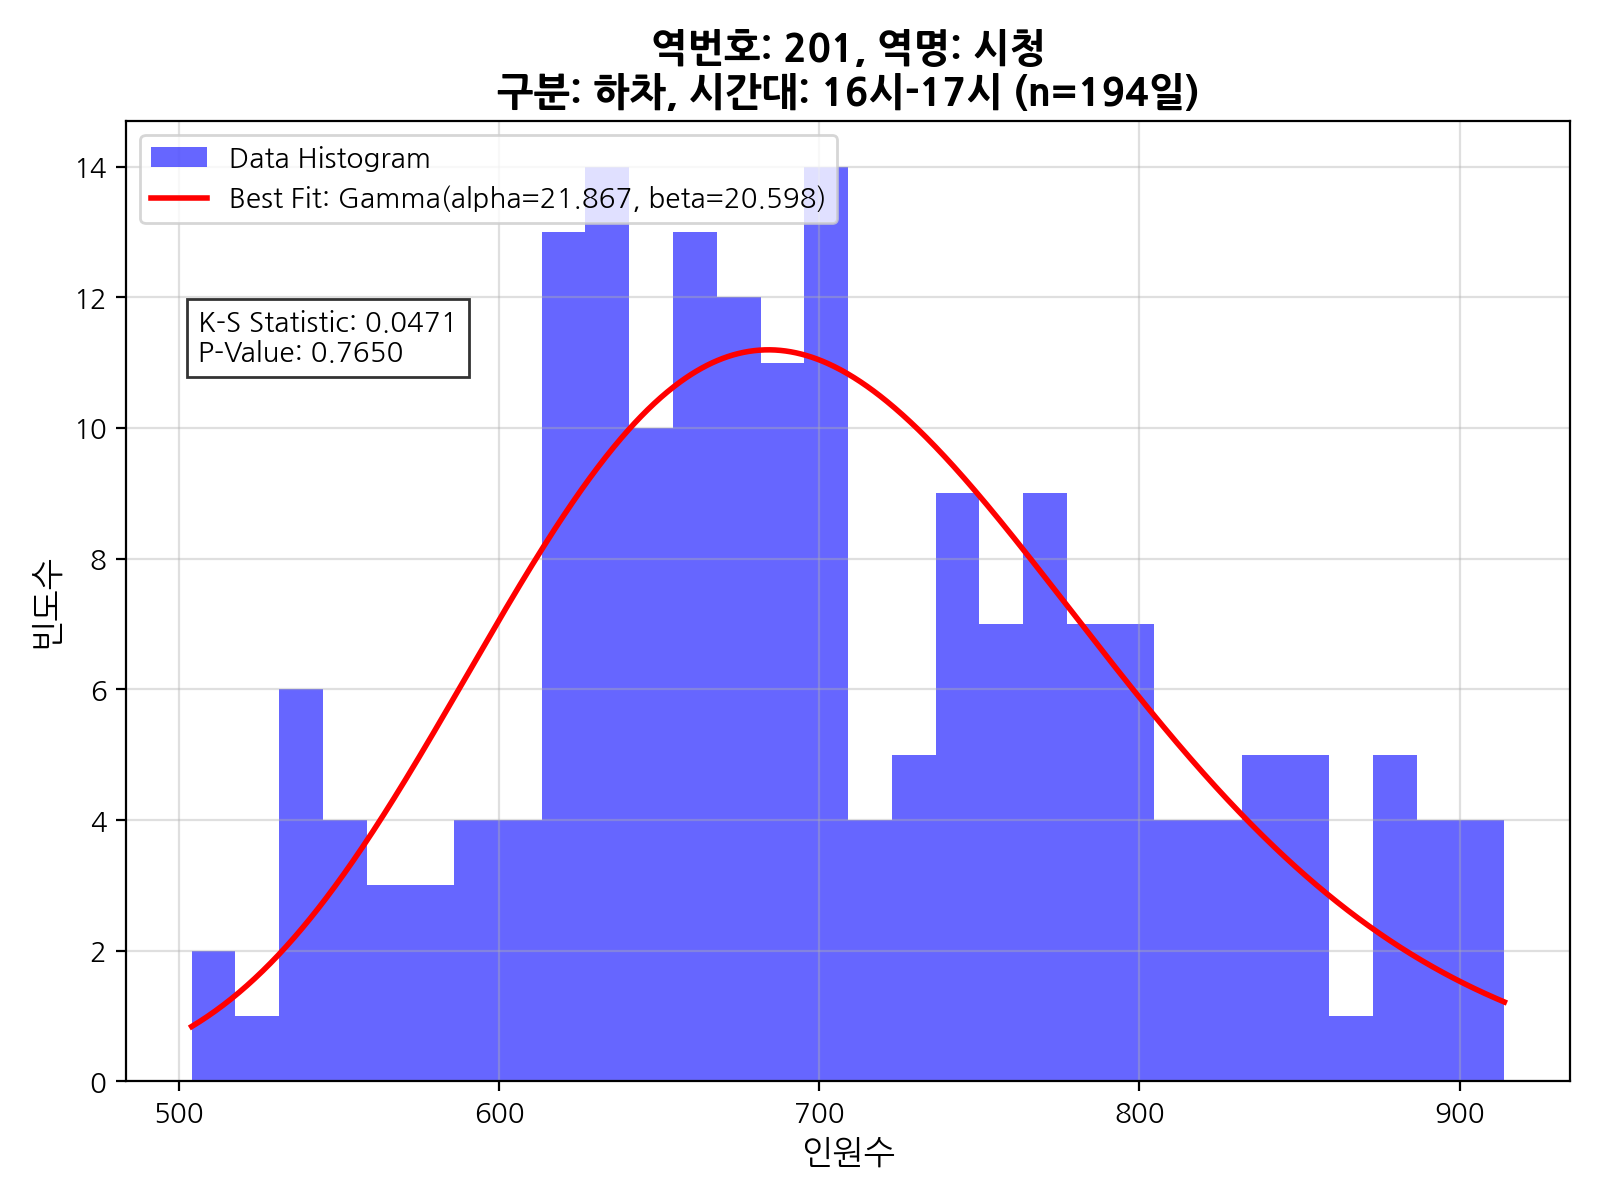 역번호: 201, 역명: 시청
구분: 하차, 시간대: 16시-17시 (n=194일)
Data Histogram
Best Fit: Gamma(alpha=21.867, beta=20.598)
K-S Statistic: 0.0471
P-Value: 0.7650
빈도수
14
12
10
8
6
4
2
0
500 600 700 800 900
인원수